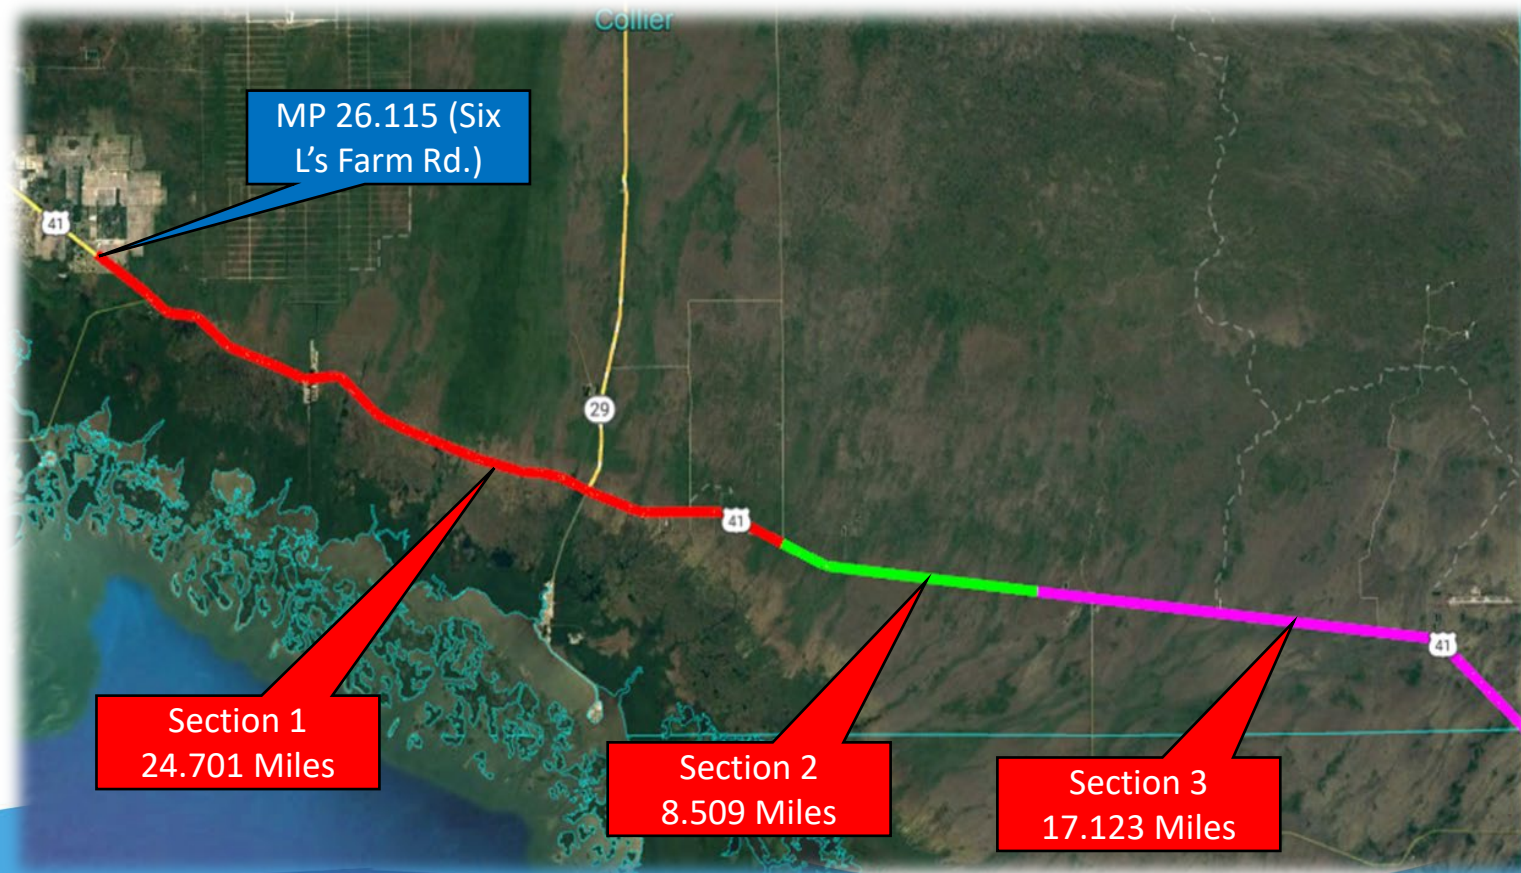 Collier
MP 26.115 (Six
L’s Farm Rd.)
41
29
41
41
Section 1
24.701 Miles
Section 2
8.509 Miles
Section 3
17.123 Miles